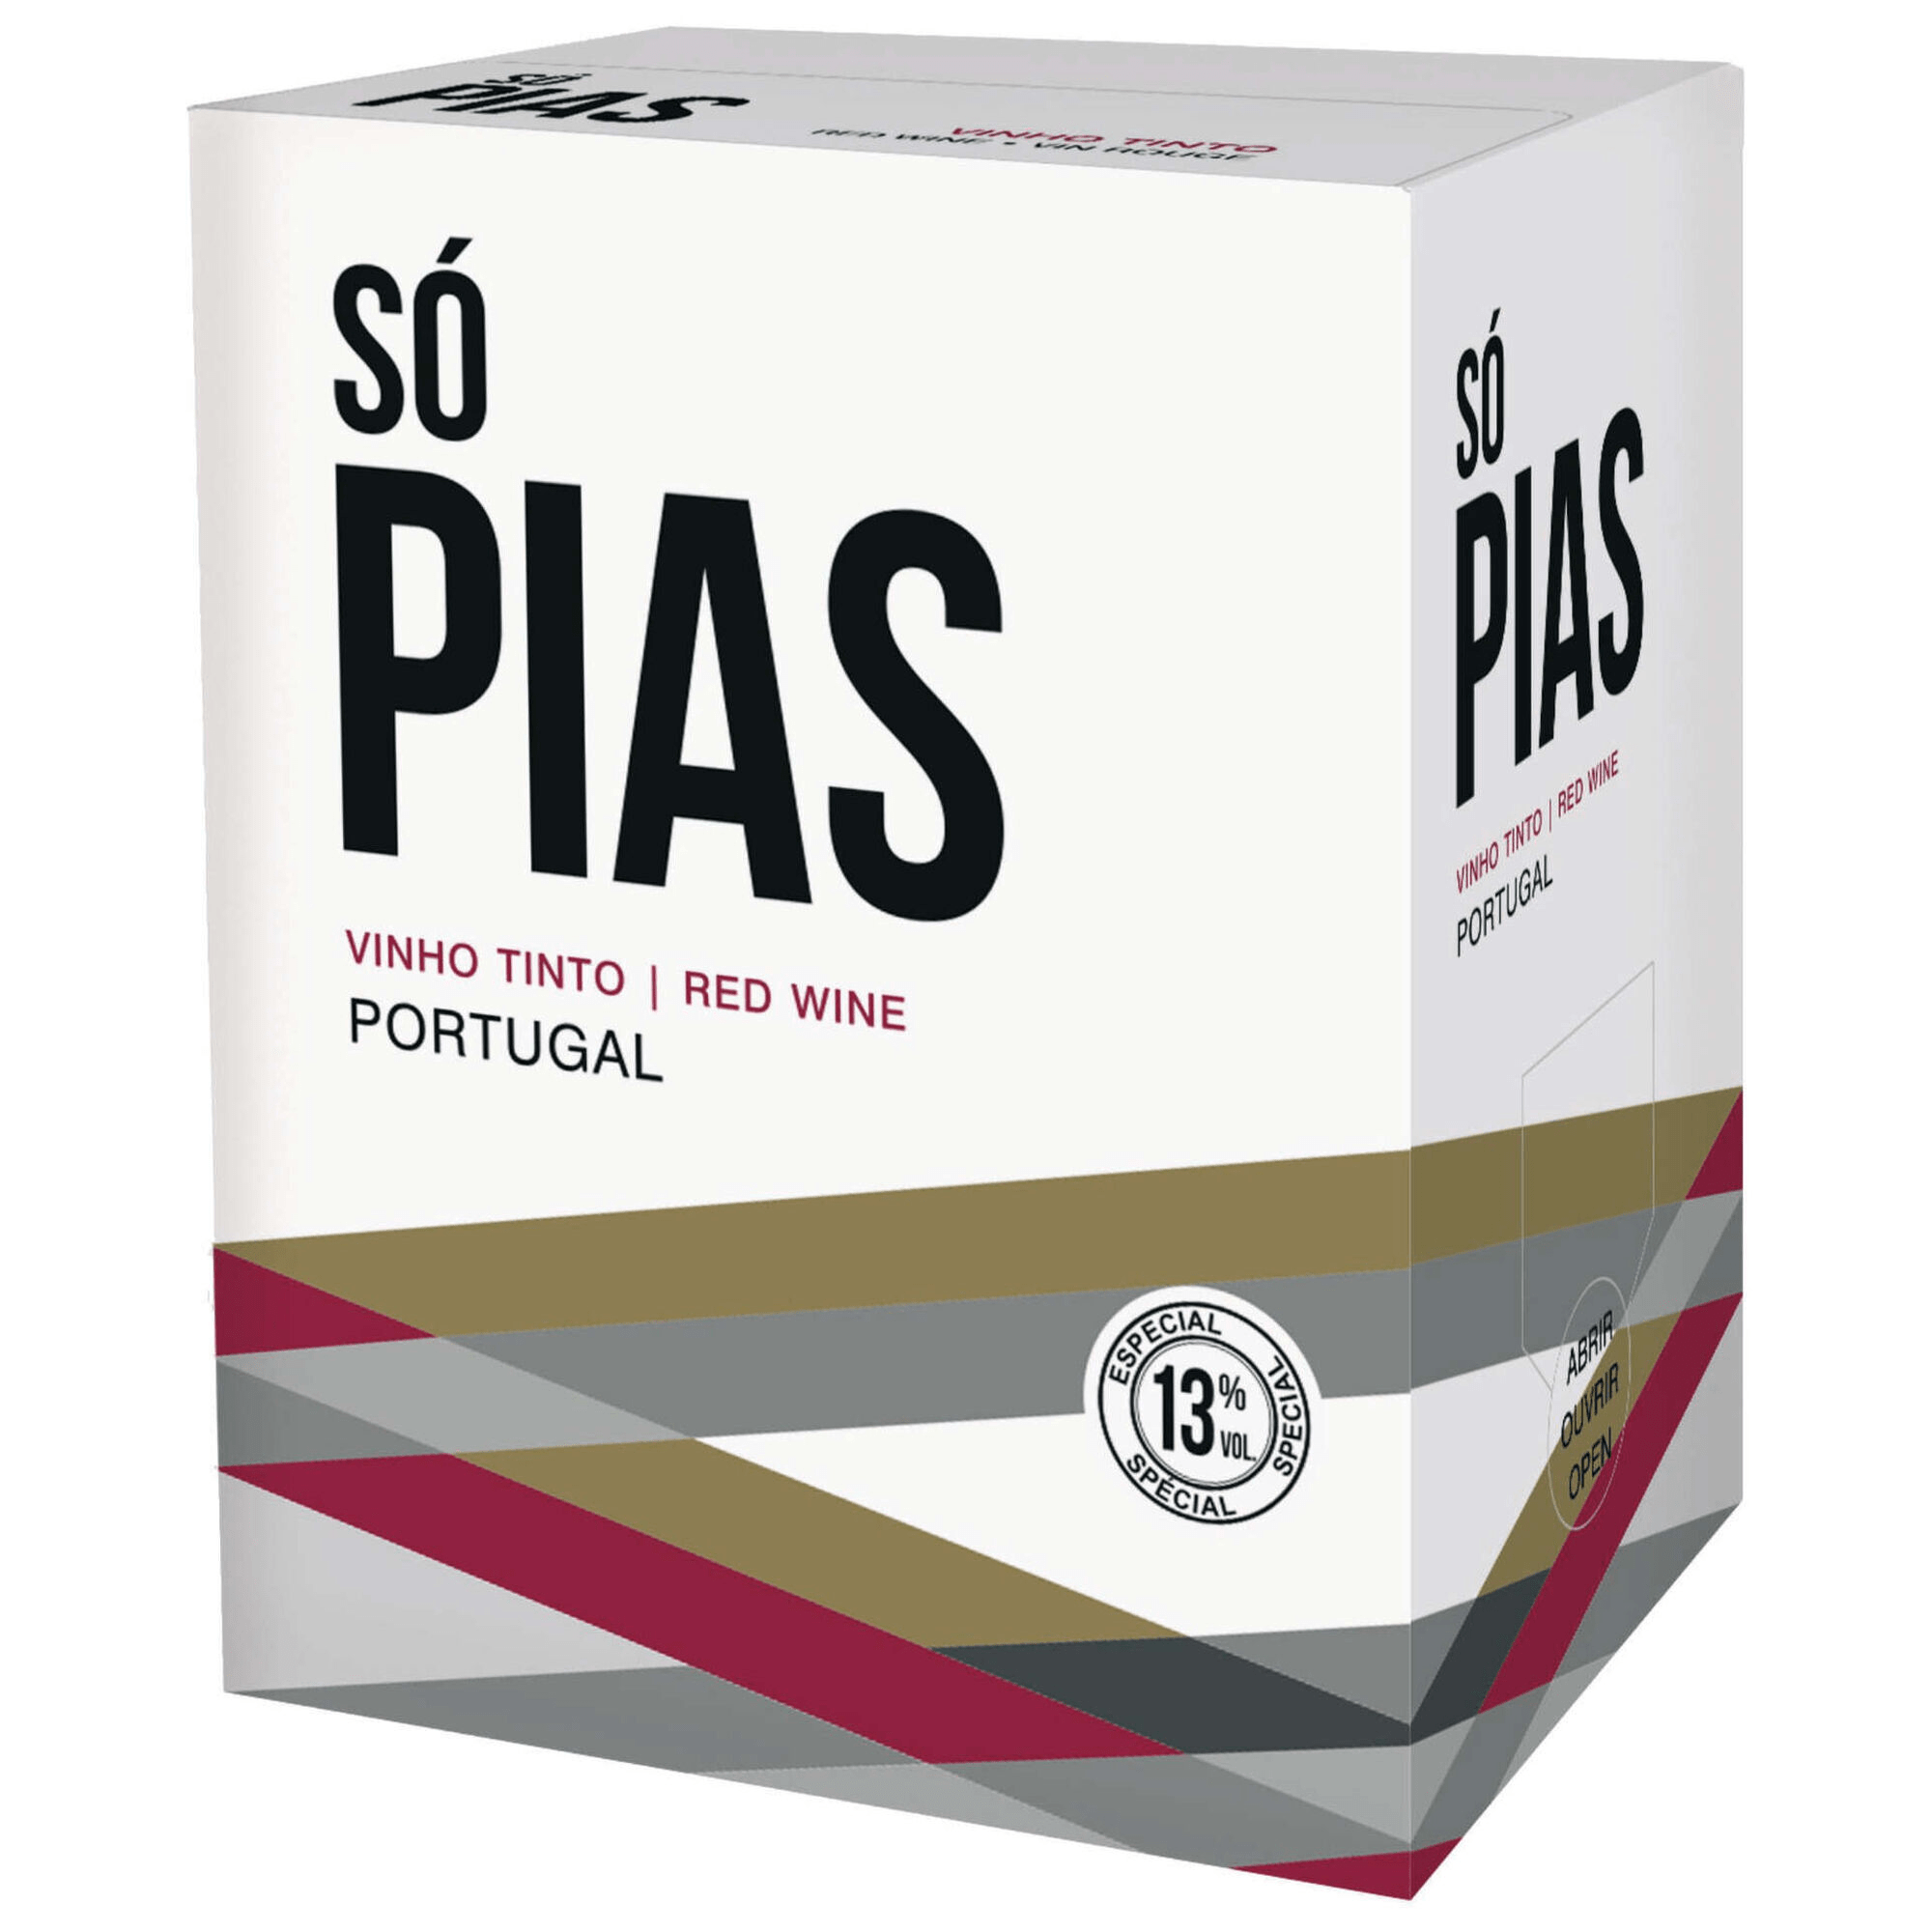 SÓ
PIAS
VINHO TINTO
RED WINE • VIN ROUGE
SÓ
PIAS
VINHO TINTO | RED WINE
PORTUGAL
ESPECIAL
SPECIAL
SPÉCIAL
13% VOL.
SÓ
PIAS
VINHO TINTO | RED WINE
PORTUGAL
ABRIR
OUVRIR
OPEN